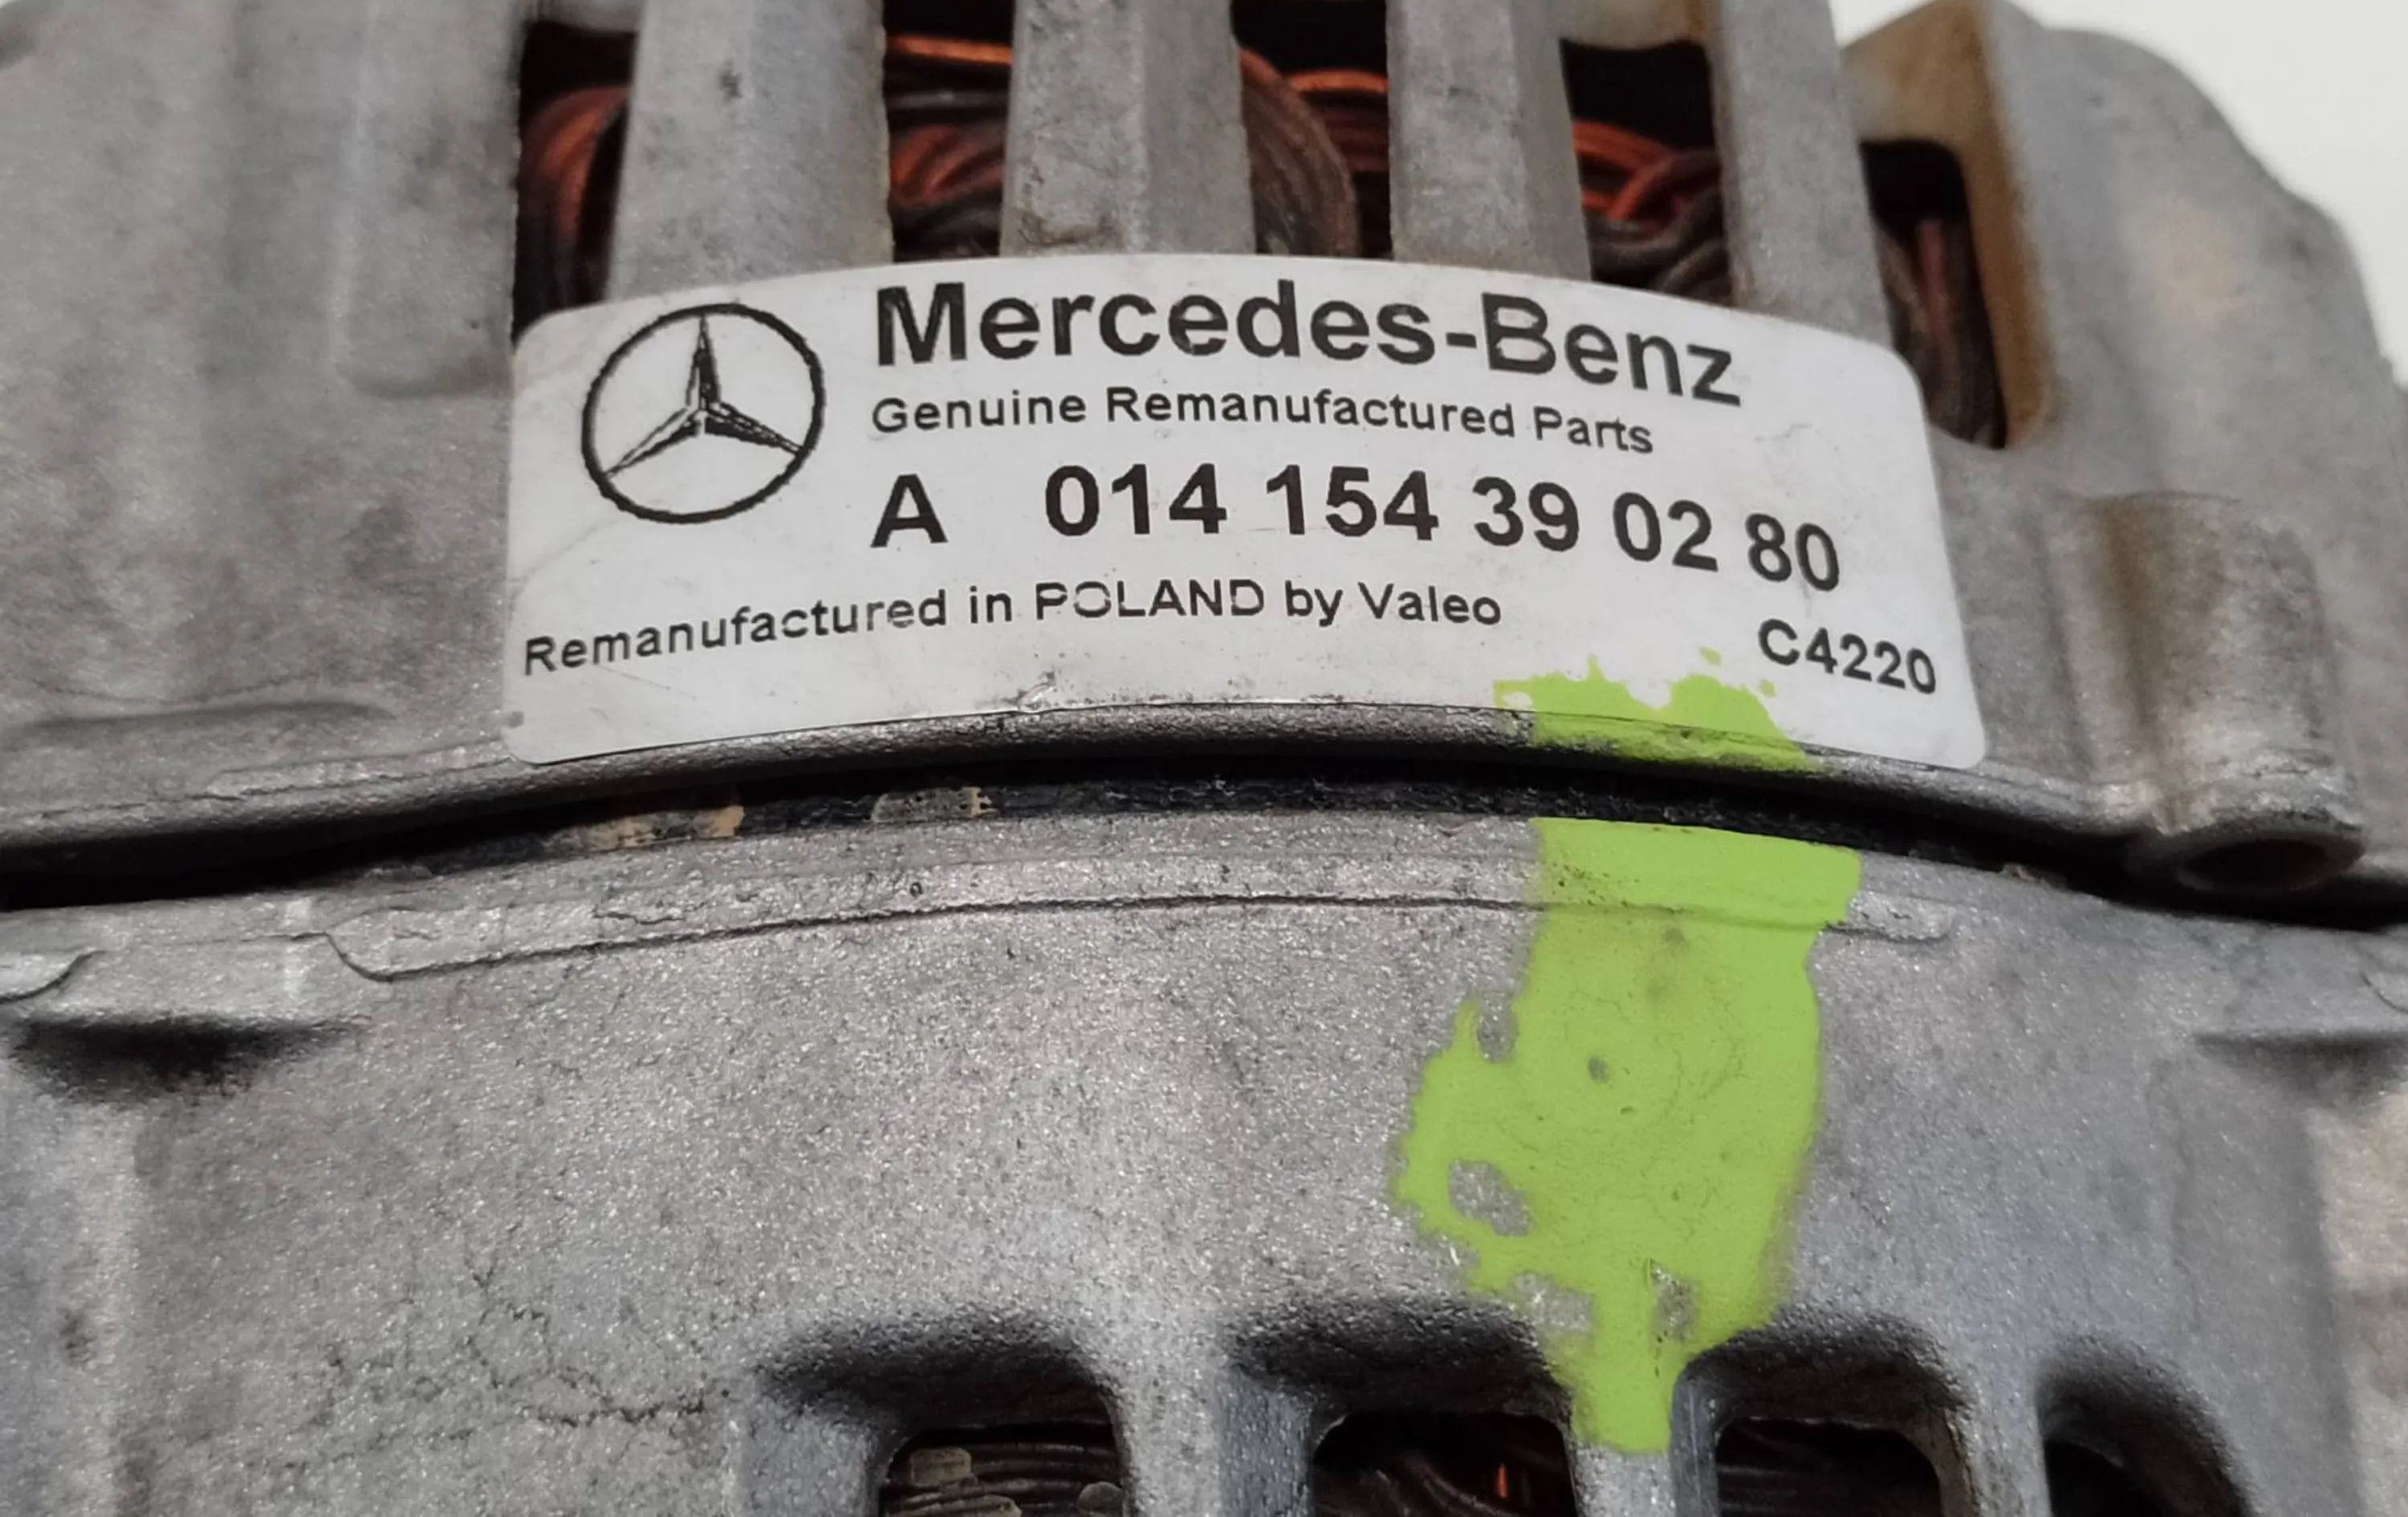 Mercedes-Benz
Genuine Remanufactured Parts
A 014 154 39 02 80
Remanufactured in POLAND by Valeo
C4220